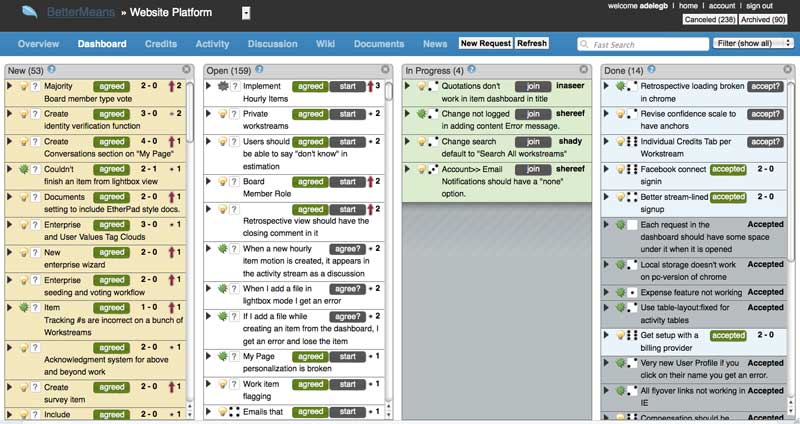 BetterMeans » Website Platform
welcome adelegb | home | account | sign out
Canceled (238) Archived (90)
Overview Dashboard Credits Activity Discussion Wiki Documents News New Request Refresh Fast Search Filter (show all)
New (53) ?
? Majority agreed 2 - 0 2
Board member type vote
? Create agreed 3 - 0 2
identity verification function
? Create agreed 4 - 0 1
Conversations section on "My Page"
? Couldn't agreed 2 - 1 1
finish an item from lightbox view
? Documents agreed 2 - 0 1
setting to include EtherPad style docs.
? Enterprise agreed 3 - 0 1
and User Values Tag Clouds
? New agreed 2 - 0 1
enterprise wizard
? Enterprise agreed 2 - 0 1
seeding and voting workflow
? Item agreed 1 - 0 1
Tracking #s are incorrect on a bunch of
Workstreams
? agreed 2 - 0 1
Acknowledgment system for above
and beyond work
? Create agreed 2 - 0 1
survey item
? Include agreed 2 - 0 1
Open (159) ?
? Implement agreed start 3
Hourly Items
? Private agreed start 2
workstreams
? Users should agreed start 2
be able to say "don't know" in
estimation
? Board agreed start 2
Member Role
? agreed start 2
Retrospective view should have the
closing comment in it
? When a new hourly agree? 2
item motion is created, it appears in
the activity stream as a discussion
? When I add a file in agree? 1
lightbox mode I get an error
? If I add a file while agree? 1
creating an item from the dashboard, I
get an error and lose the item
? My Page agreed start 1
personalization is broken
? Work item agreed start 1
flagging
Emails that agreed start 1
In Progress (4) ?
Quotations don't join inaseer
work in item dashboard in title
Change not logged join shereef
in adding content Error message.
Change search join shady
default to "Search All workstreams"
Account>> Email join shereef
Notifications should have a "none"
option.
Done (14) ?
Retrospective loading broken accept?
in chrome
Revise confidence scale to accept?
have anchors
Individual Credits Tab per accept?
Workstream
Facebook connect accepted 2 - 0
signin
Better stream-lined accepted 2 - 0
signup
Each request in the Accepted
dashboard should have some space
under it when it is opened
Local storage doesn't work Accepted
on pc-version of chrome
Expense feature not working Accepted
Use table-layout:fixed for Accepted
activity tables
Get setup with a accepted 2 - 0
billing provider
Very new User Profile if you Accepted
click on their name you get an error.
All flyover links not working in Accepted
IE
Compensation should be Accepted